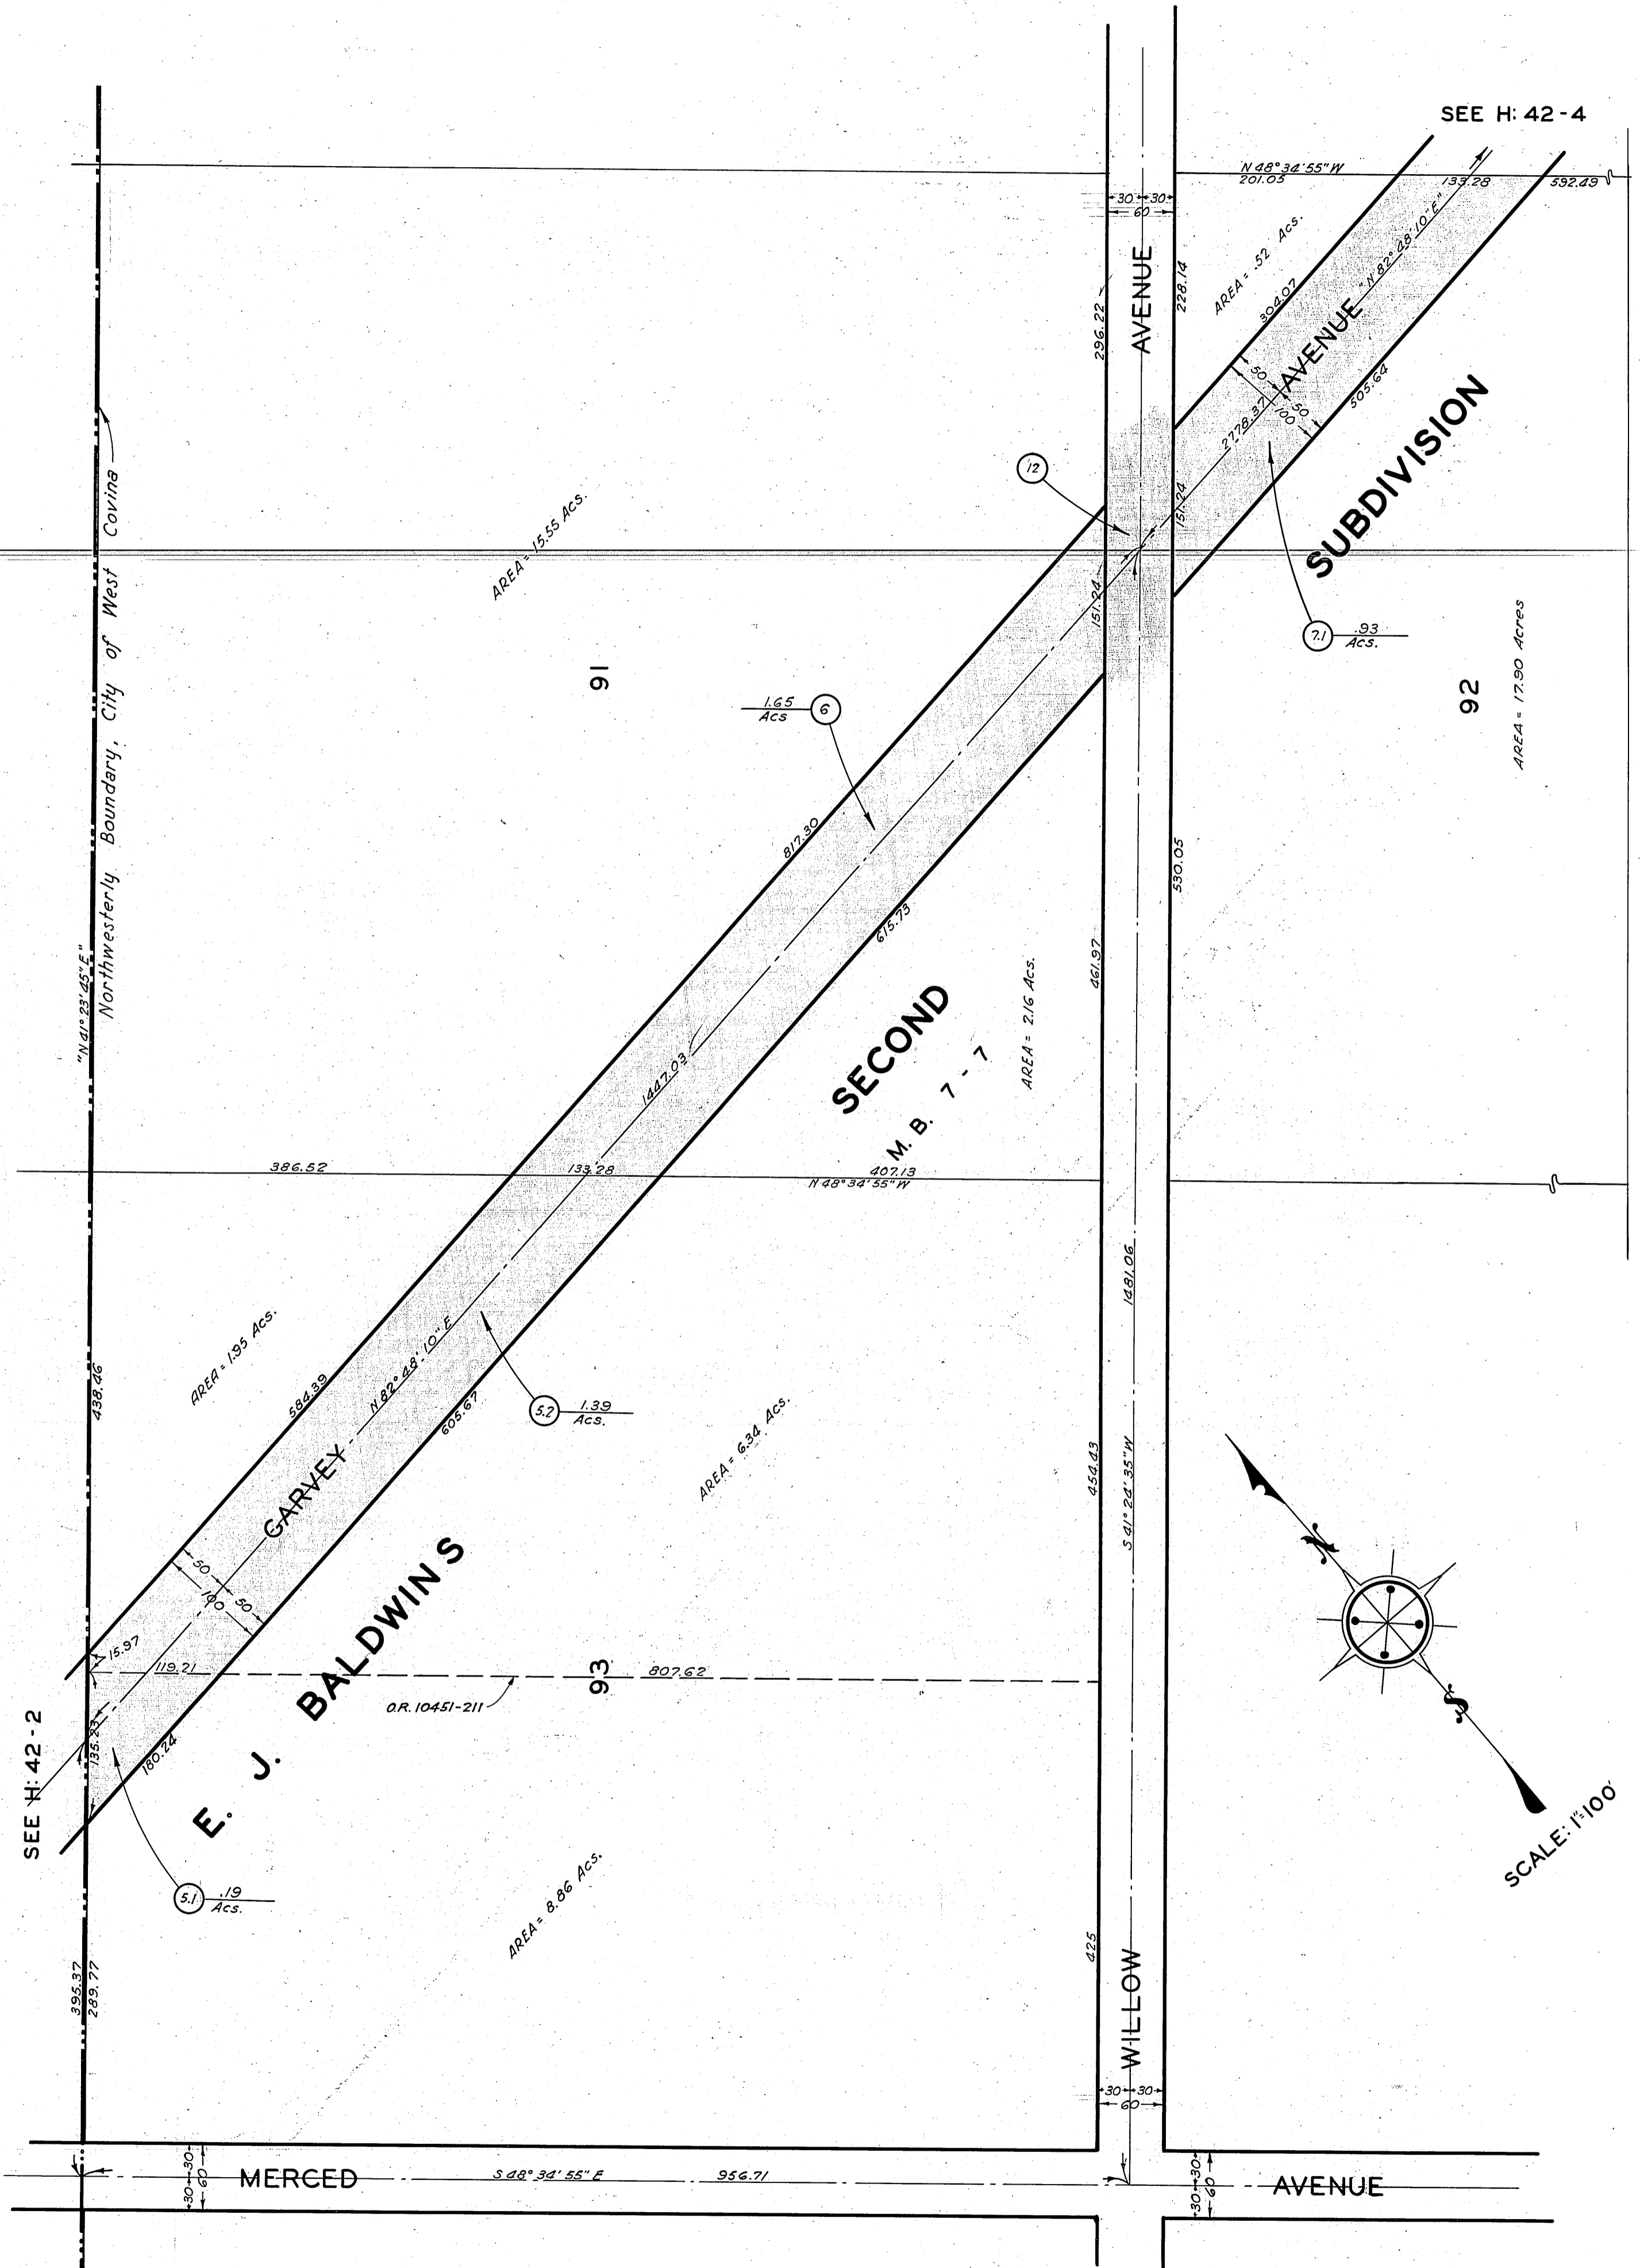 SEE H: 42-4
N 48° 34' 55" W
201.05
133.28
592.49
30 30
60
AVENUE
296.22
228.14
AREA = .52 Acs.
304.07
"N 82° 48' 10" E"
AVENUE
50
50
100
2778.37
505.64
SUBDIVISION
12
151.24
151.24
7.1
.93
Acs.
92
AREA = 17.90 Acres
Northwesterly Boundary, City of West Covina
"N 41° 23' 45" E"
AREA = 15.55 Acs.
91
1.65
Acs
6
817.30
615.73
530.05
461.97
SECOND
M. B. 7 - 7
AREA = 2.16 Acs.
1447.03
386.52
133.28
407.13
N 48° 34' 55" W
1481.06
S 41° 24' 35" W
438.46
AREA = 1.95 Acs.
584.39
N 82° 48' 10" E
605.67
5.2
1.39
Acs.
AREA = 6.34 Acs.
454.43
GARVEY
50
50
100
15.97
119.21
93
807.62
O.R. 10451-211
E. J. BALDWINS
SEE H: 42-2
135.23
180.24
5.1
.19
Acs.
AREA = 8.86 Acs.
395.37
289.77
425
WILLOW
30 30
60
N
S
SCALE: 1"=100'
30 30
60
MERCED
S 48° 34' 55" E
956.71
30 30
60
AVENUE